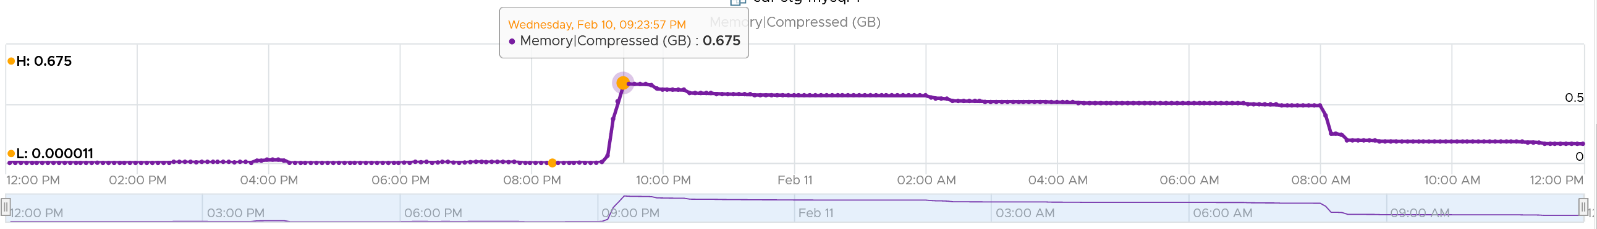 Memory|Compressed (GB)
Wednesday, Feb 10, 09:23:57 PM
Memory|Compressed (GB) : 0.675
H: 0.675
0.5
L: 0.000011
0
12:00 PM 02:00 PM 04:00 PM 06:00 PM 08:00 PM 10:00 PM Feb 11 02:00 AM 04:00 AM 06:00 AM 08:00 AM 10:00 AM 12:00 PM
12:00 PM 03:00 PM 06:00 PM 09:00 PM Feb 11 03:00 AM 06:00 AM 09:00 AM